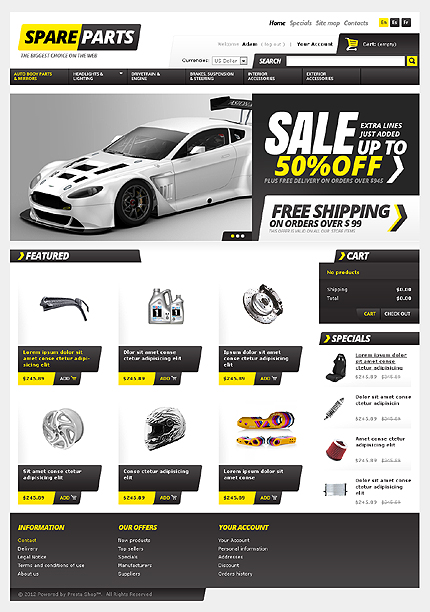 SPARE PARTS
THE BIGGEST CHOICE ON THE WEB
Home Specials Site map Contacts En Es Fr
Welcome Adam ( log out ) Your Account
Cart: (empty)
Currencies: US Dollar SEARCH
AUTO BODY PARTS & MIRRORS
HEADLIGHTS & LIGHTING
DRIVETRAIN & ENGINE
BRAKES, SUSPENSION & STEERING
INTERIOR ACCESSORIES
EXTERIOR ACCESSORIES
SALE
EXTRA LINES
JUST ADDED
UP TO
50% OFF
PLUS FREE DELIVERY ON ORDERS OVER $945
FREE SHIPPING
ON ORDERS OVER $ 99
THIS OFFER IS VALID ON ALL OUR STORE ITEMS
FEATURED
Lorem ipsum dolor sit amet conse ctetur adipi-sicing elit
$245.89 ADD
Dlor sit amet conse ctetur adipisicing elit
$245.89 ADD
Ipsum dolor sit amet conse ctetur adipisicing elit
$245.89 ADD
Sit amet conse ctetur adipisicing elit
$245.89 ADD
Conse ctetur adipisicing elit
$245.89 ADD
Lorem ipsum dolor sit amet conse
$245.89 ADD
CART
No products
Shipping $0.00
Total $0.00
CART CHECK OUT
SPECIALS
Lorem ipsum dolor sit amet conse ctetur adipisicing
$245.89 $245.89
Dolor sit amet conse ctetur adipisicin
$245.89 $245.89
Amet conse ctetur adipisicing
$245.89 $245.89
Dolor sit amet conse ctetur adipisicing elit
$245.89 $245.89
INFORMATION
Contact
Delivery
Legal Notice
Terms and conditions of use
About us
OUR OFFERS
New products
Top sellers
Specials
Manufacturers
Suppliers
YOUR ACCOUNT
Your Account
Personal information
Addresses
Discount
Orders history
© 2012 Powered by Presta Shop™. All Rights Reserved